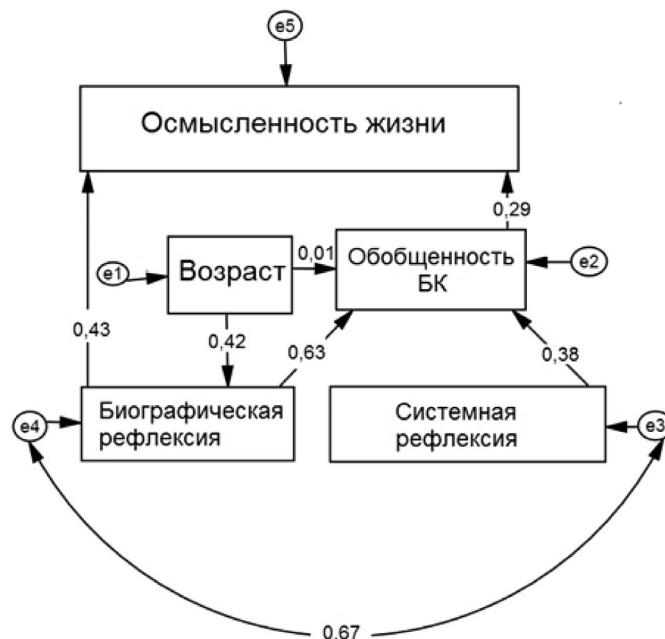 e5
Осмысленность жизни
0,29
e1
Возраст
0,01
Обобщенность
БК
e2
0,43
0,42
0,63
0,38
e4
Биографическая
рефлексия
Системная
рефлексия
e3
0,67